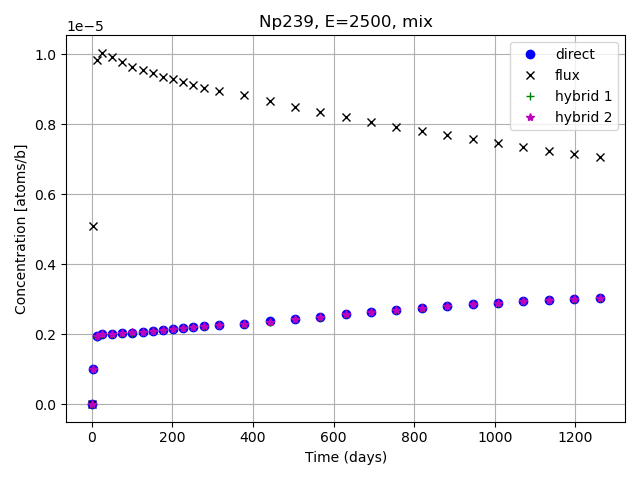 Np239, E=2500, mix
1e−5
1.0
0.8
0.6
0.4
0.2
0.0
Concentration [atoms/b]
direct
flux
hybrid 1
hybrid 2
0 200 400 600 800 1000 1200
Time (days)